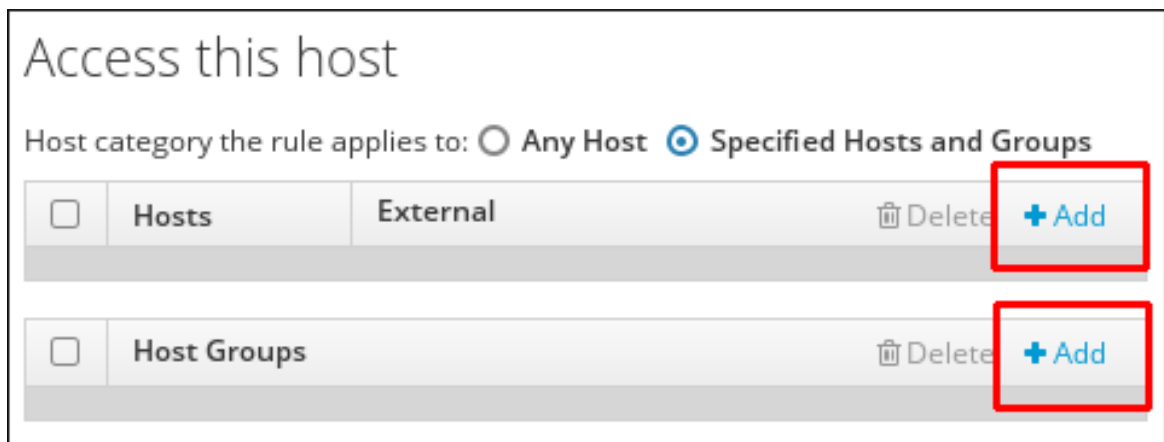 Access this host
Host category the rule applies to: Any Host Specified Hosts and Groups
Hosts External Delete Add
Host Groups Delete Add